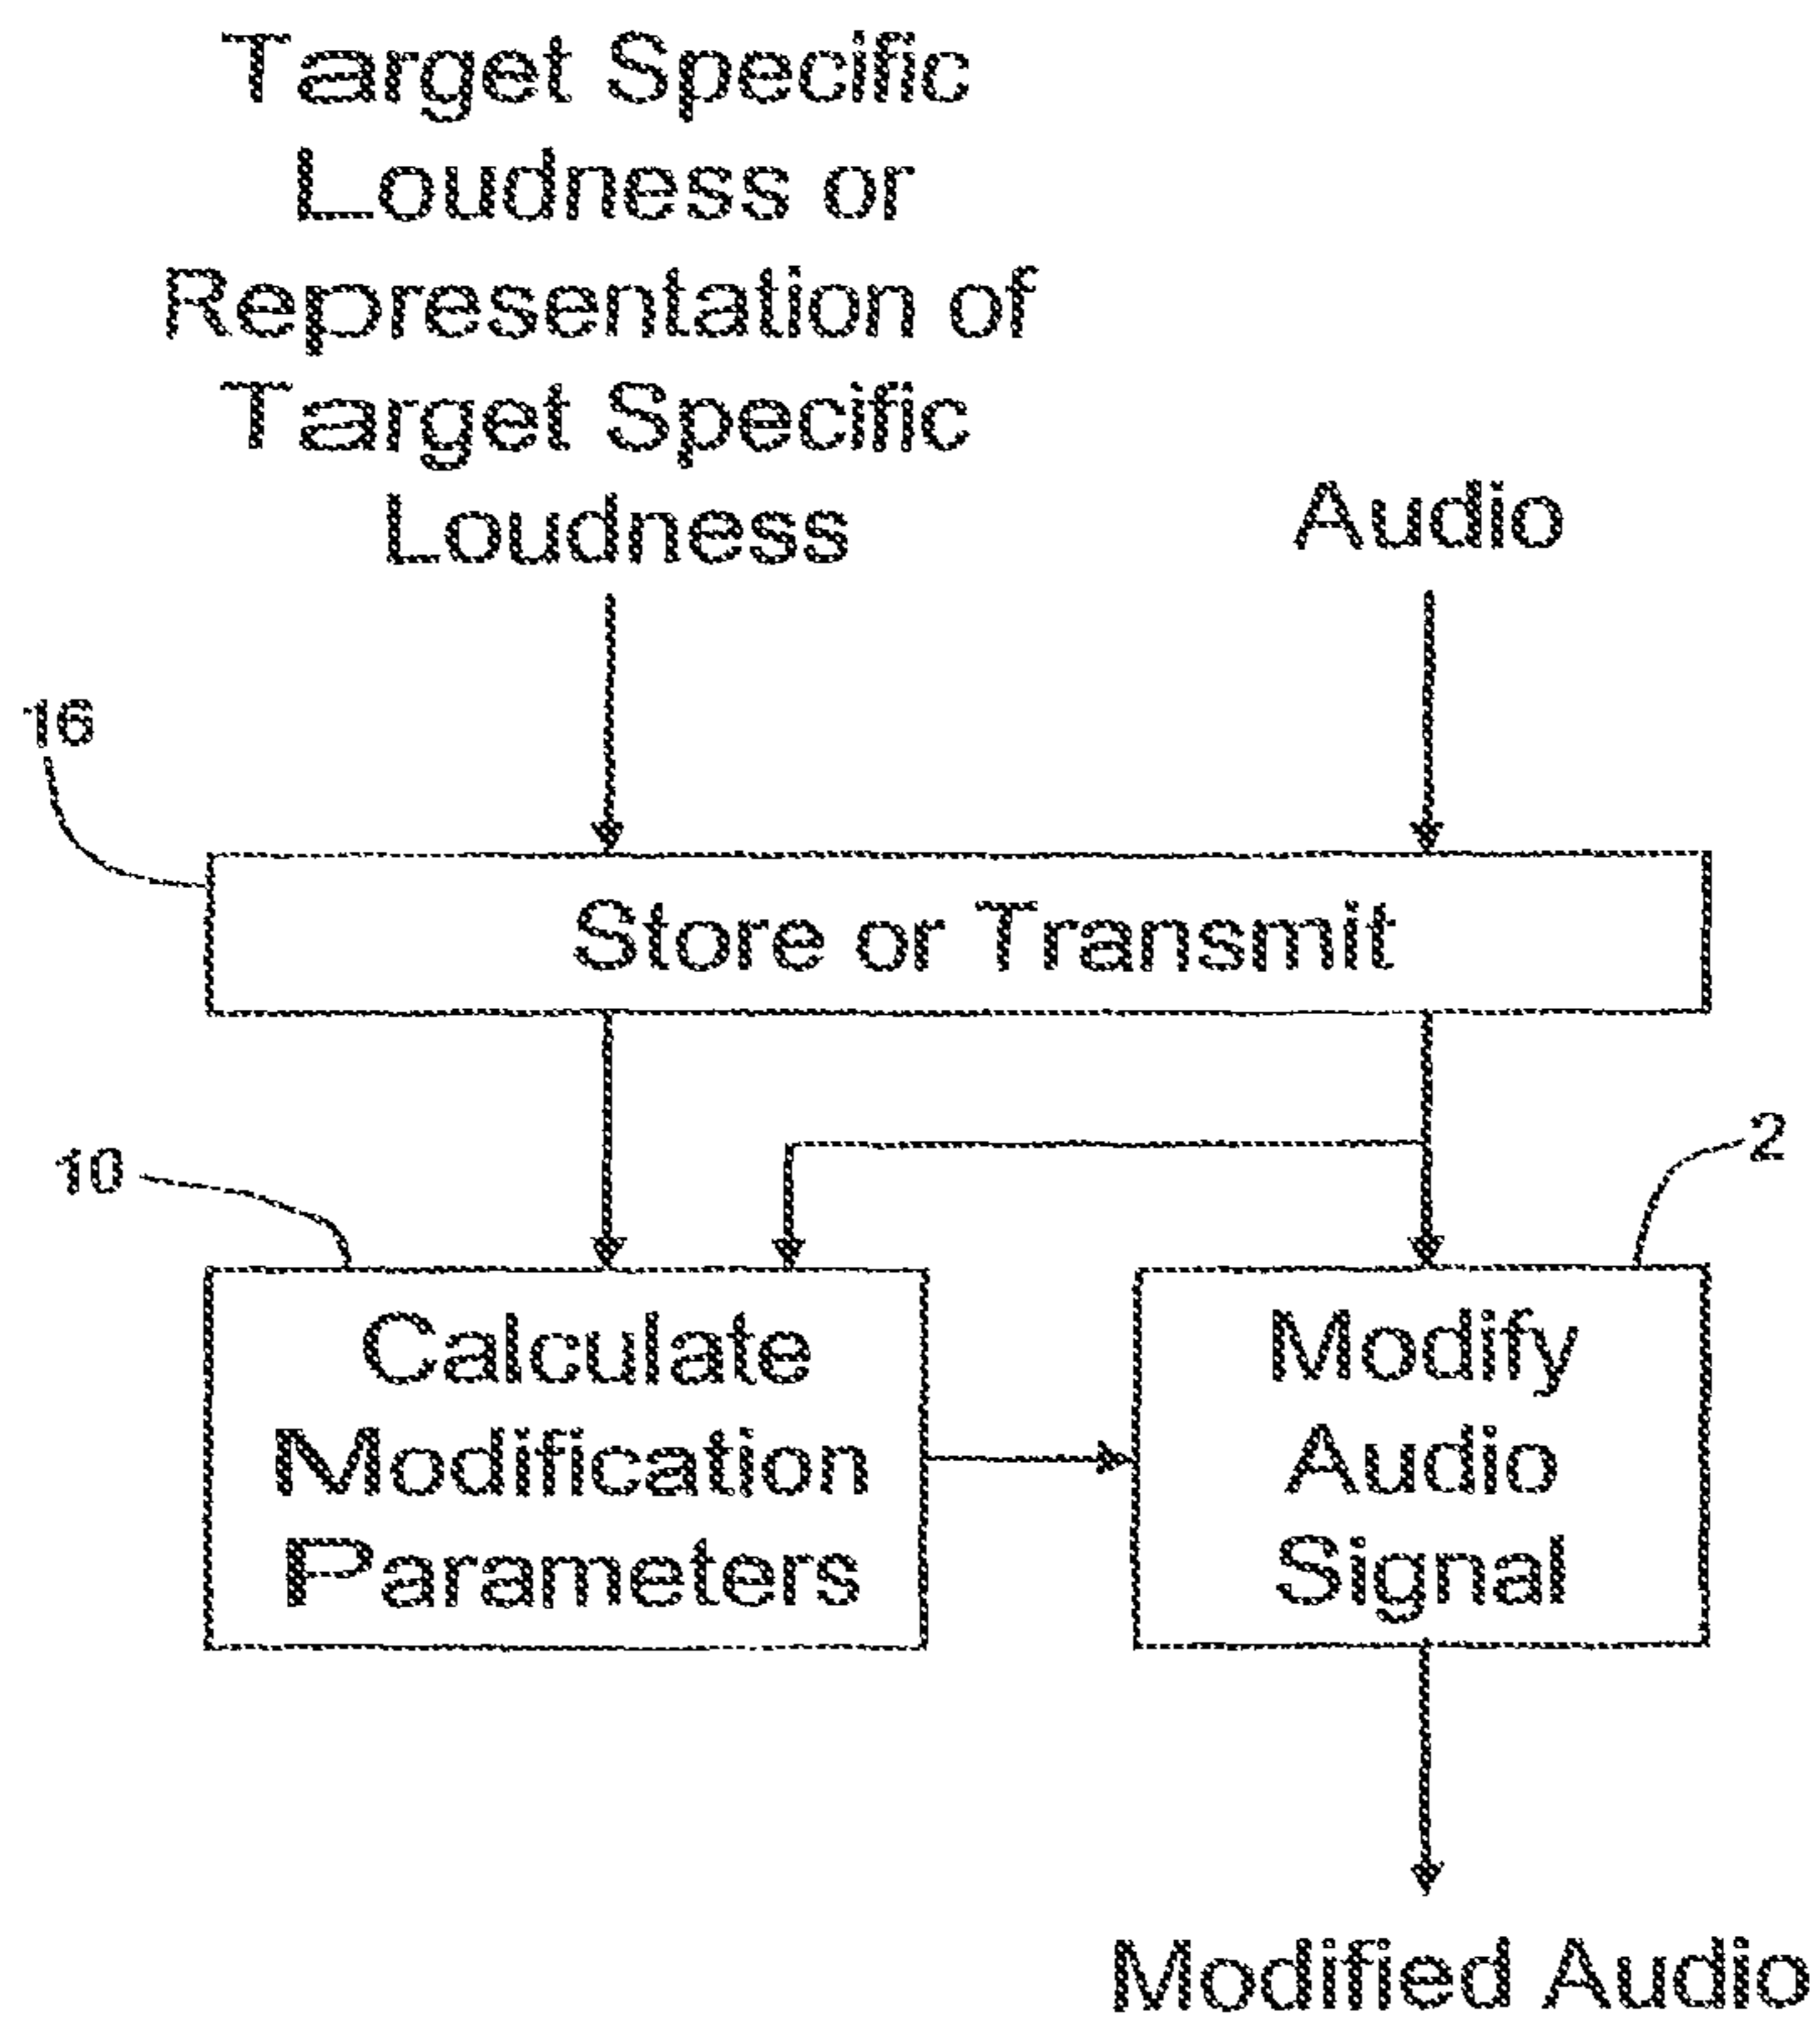 Target Specific
Loudness or
Representation of
Target Specific
Loudness
Audio
16
Store or Transmit
10
2
Calculate
Modification
Parameters
Modify
Audio
Signal
Modified Audio